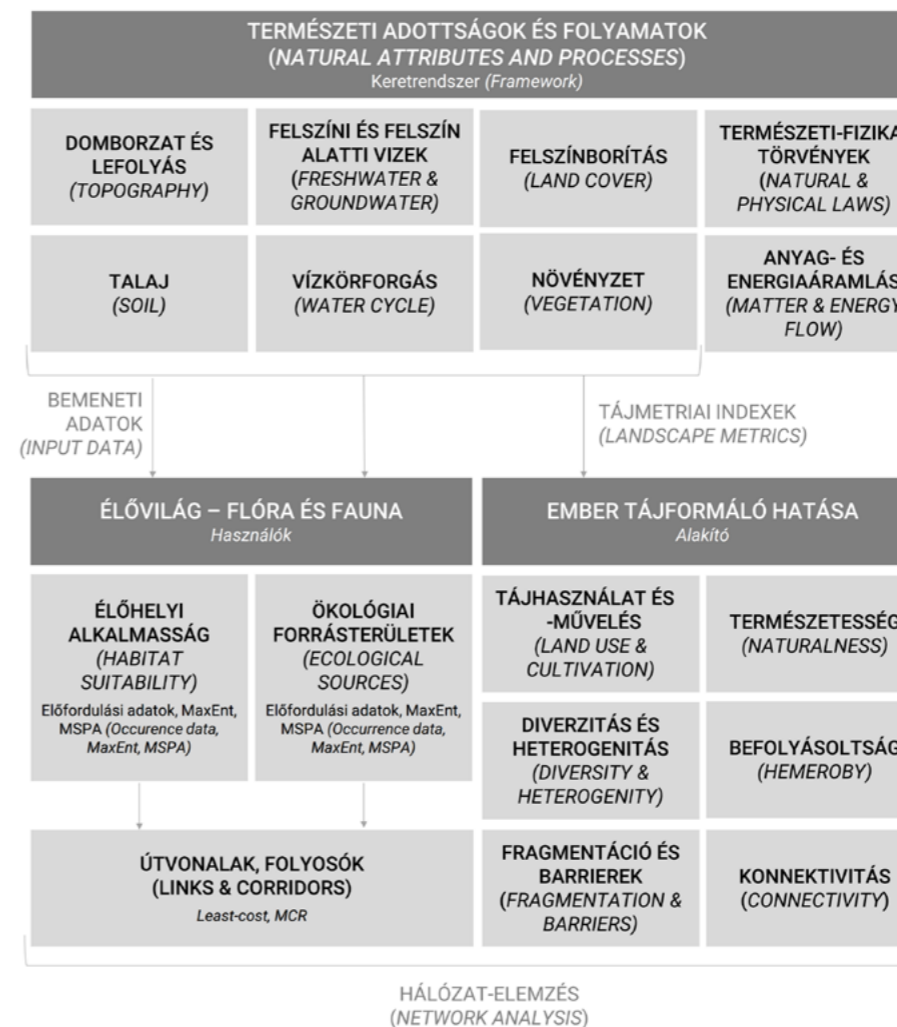 TERMÉSZETI ADOTTSÁGOK ÉS FOLYAMATOK
(NATURAL ATTRIBUTES AND PROCESSES)
Keretrendszer (Framework)
DOMBORZAT ÉS
LEFOLYÁS
(TOPOGRAPHY)
FELSZÍNI ÉS FELSZÍN
ALATTI VIZEK
(FRESHWATER &
GROUNDWATER)
FELSZÍNBORÍTÁS
(LAND COVER)
TERMÉSZETI-FIZIKA
TÖRVÉNYEK
(NATURAL &
PHYSICAL LAWS)
TALAJ
(SOIL)
VÍZKÖRFORGÁS
(WATER CYCLE)
NÖVÉNYZET
(VEGETATION)
ANYAG- ÉS
ENERGIAÁRAMLÁS
(MATTER & ENERGY
FLOW)
BEMENETI
ADATOK
(INPUT DATA)
TÁJMETRIAI INDEXEK
(LANDSCAPE METRICS)
ÉLŐVILÁG – FLÓRA ÉS FAUNA
Használók
EMBER TÁJFORMÁLÓ HATÁSA
Alakító
ÉLŐHELYI
ALKALMASSÁG
(HABITAT
SUITABILITY)
Előfordulási adatok, MaxEnt,
MSPA (Occurence data,
MaxEnt, MSPA)
ÖKOLÓGIAI
FORRÁSTERÜLETEK
(ECOLOGICAL
SOURCES)
Előfordulási adatok, MaxEnt,
MSPA (Occurrence data,
MaxEnt, MSPA)
TÁJHASZNÁLAT ÉS
-MŰVELÉS
(LAND USE &
CULTIVATION)
TERMÉSZETESSÉG
(NATURALNESS)
DIVERZITÁS ÉS
HETEROGENITÁS
(DIVERSITY &
HETEROGENITY)
BEFOLYÁSOLTSÁG
(HEMEROBY)
ÚTVONALAK, FOLYOSÓK
(LINKS & CORRIDORS)
Least-cost, MCR
FRAGMENTÁCIÓ ÉS
BARRIEREK
(FRAGMENTATION &
BARRIERS)
KONNEKTIVITÁS
(CONNECTIVITY)
HÁLÓZAT-ELEMZÉS
(NETWORK ANALYSIS)